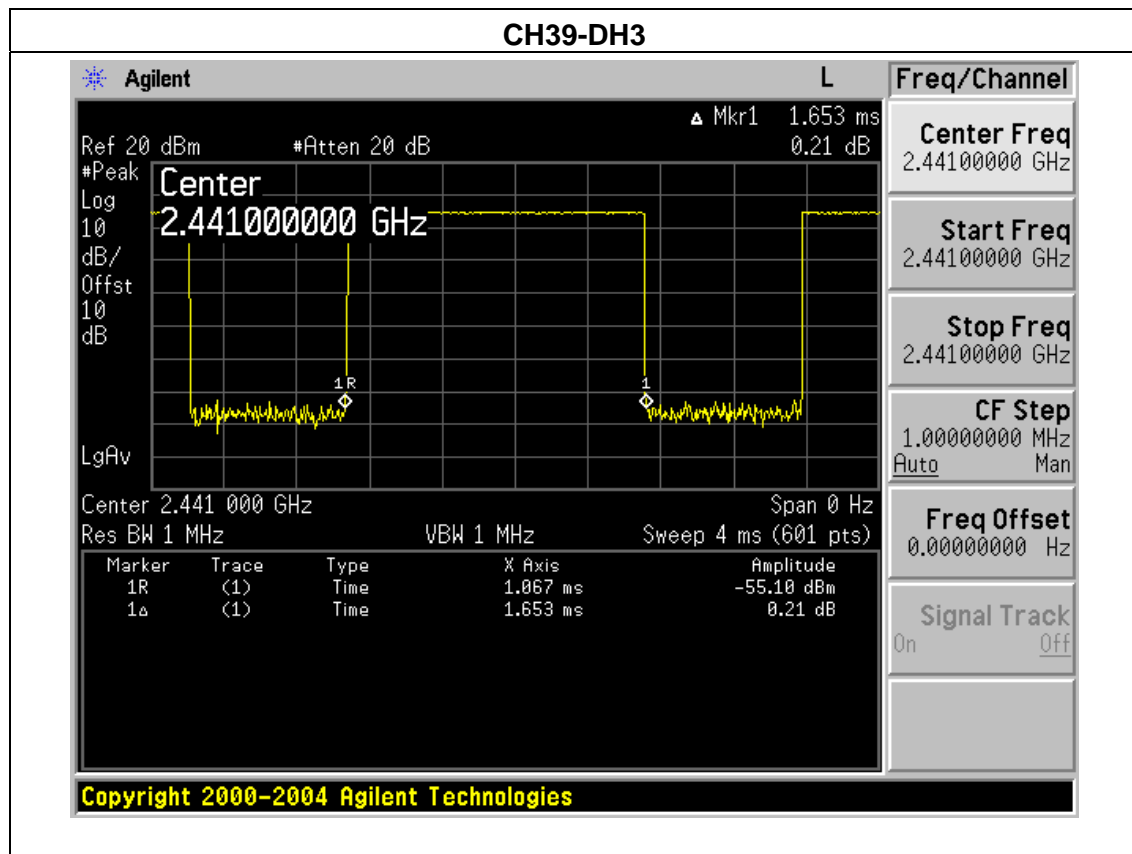 CH39-DH3
Agilent L Freq/Channel
Δ Mkr1 1.653 ms
Ref 20 dBm #Atten 20 dB 0.21 dB
#Peak
Log
10
dB/
Offst
10
dB
LgAv
Center
2.441000000 GHz
1R
1
Center 2.441 000 GHz Span 0 Hz
Res BW 1 MHz VBW 1 MHz Sweep 4 ms (601 pts)
Marker Trace Type X Axis Amplitude
1R (1) Time 1.067 ms -55.10 dBm
1Δ (1) Time 1.653 ms 0.21 dB
Center Freq
2.44100000 GHz
Start Freq
2.44100000 GHz
Stop Freq
2.44100000 GHz
CF Step
1.00000000 MHz
Auto Man
Freq Offset
0.00000000 Hz
Signal Track
On Off
Copyright 2000-2004 Agilent Technologies